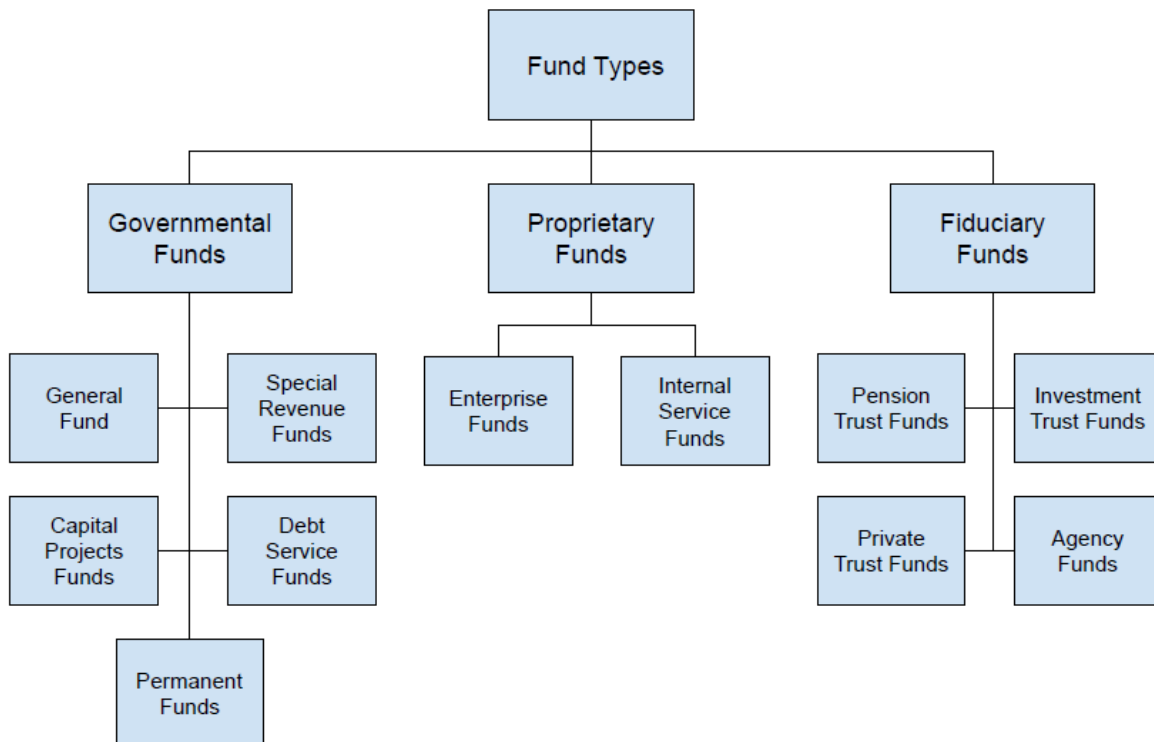 Fund Types
Governmental
Funds
Proprietary
Funds
Fiduciary
Funds
General
Fund
Special
Revenue
Funds
Enterprise
Funds
Internal
Service
Funds
Pension
Trust Funds
Investment
Trust Funds
Capital
Projects
Funds
Debt
Service
Funds
Private
Trust Funds
Agency
Funds
Permanent
Funds